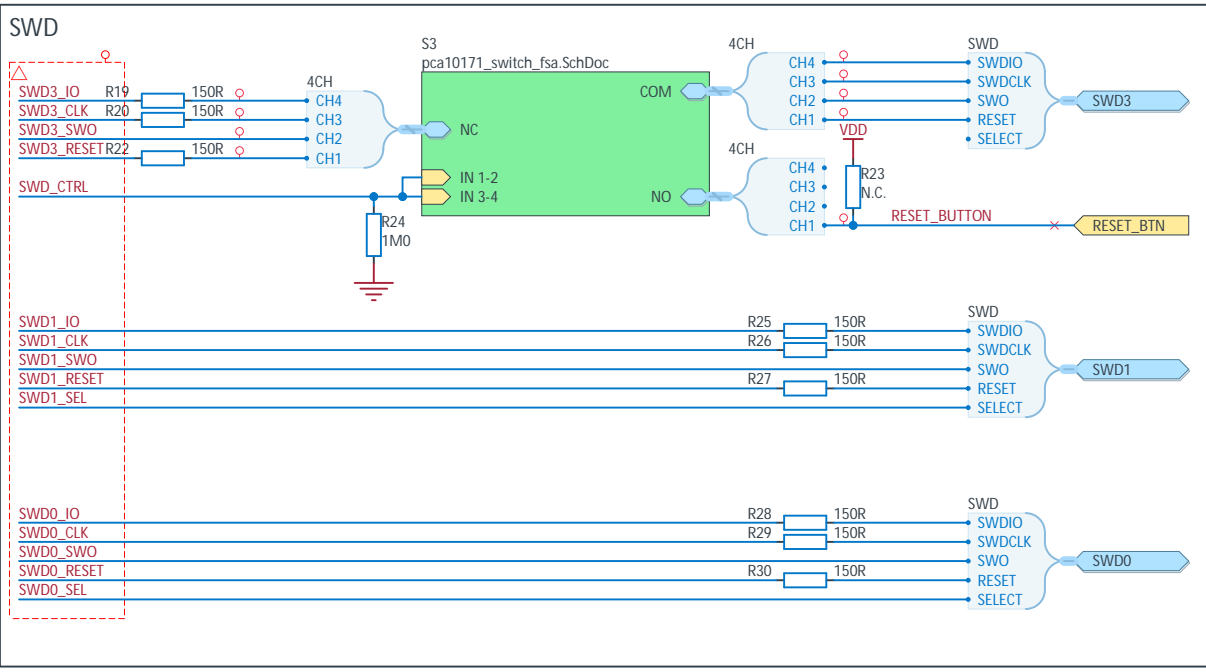 SWD
S3
pca10171_switch_fsa.SchDoc
4CH
SWD
4CH
SWD3_IO R19 150R CH4
SWD3_CLK R20 150R CH3
SWD3_SWO CH2
SWD3_RESET R22 150R CH1
NC
COM
CH4 SWDIO
CH3 SWDCLK
CH2 SWO
CH1 RESET
SELECT
SWD3
VDD
4CH
IN 1-2
SWD_CTRL IN 3-4
NO
CH4
CH3
CH2
CH1
R23
N.C.
RESET_BUTTON
RESET_BTN
R24
1M0
SWD
SWD1_IO R25 150R SWDIO
SWD1_CLK R26 150R SWDCLK
SWD1_SWO SWO
SWD1_RESET R27 150R RESET
SWD1_SEL SELECT
SWD1
SWD
SWD0_IO R28 150R SWDIO
SWD0_CLK R29 150R SWDCLK
SWD0_SWO SWO
SWD0_RESET R30 150R RESET
SWD0_SEL SELECT
SWD0